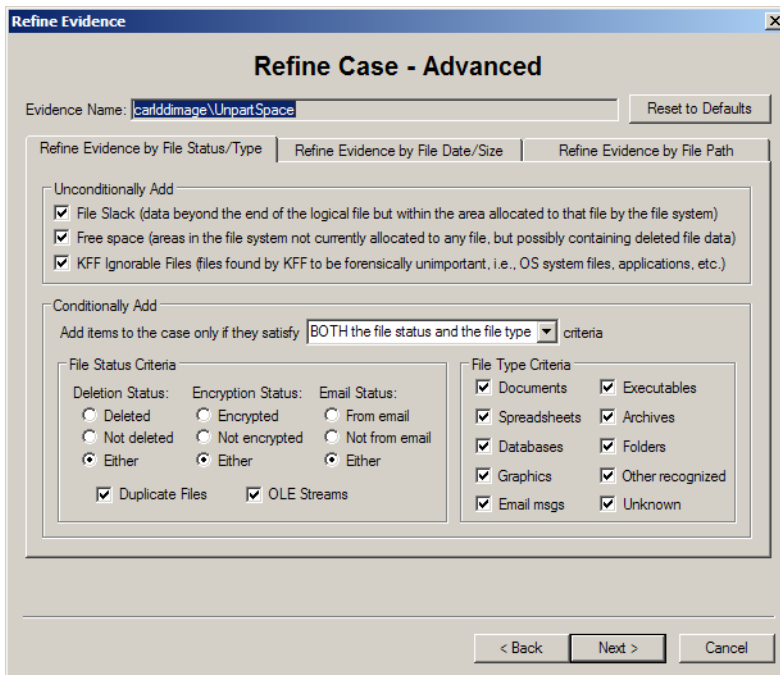 Refine Evidence
Refine Case - Advanced
Evidence Name: carlddimage\UnpartSpace Reset to Defaults
Refine Evidence by File Status/Type Refine Evidence by File Date/Size Refine Evidence by File Path
Unconditionally Add
File Slack (data beyond the end of the logical file but within the area allocated to that file by the file system)
Free space (areas in the file system not currently allocated to any file, but possibly containing deleted file data)
KFF Ignorable Files (files found by KFF to be forensically unimportant, i.e., OS system files, applications, etc.)
Conditionally Add
Add items to the case only if they satisfy BOTH the file status and the file type criteria
File Status Criteria
Deletion Status: Encryption Status: Email Status:
Deleted Encrypted From email
Not deleted Not encrypted Not from email
Either Either Either
Duplicate Files OLE Streams
File Type Criteria
Documents Executables
Spreadsheets Archives
Databases Folders
Graphics Other recognized
Email msgs Unknown
< Back Next > Cancel